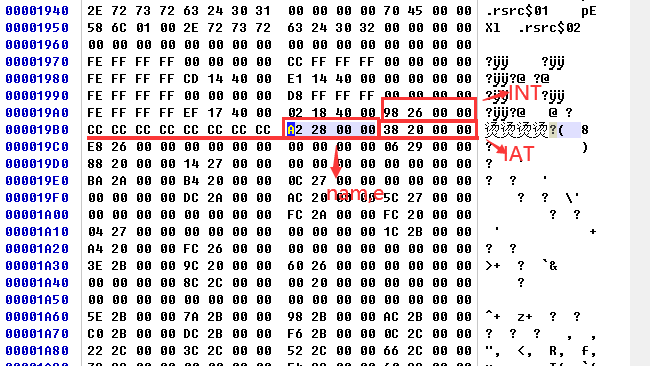 00001940 2E 72 73 72 63 24 30 31 00 00 00 00 70 45 00 00 .rsrc$01 pE
00001950 58 6C 01 00 2E 72 73 72 63 24 30 32 00 00 00 00 Xl .rsrc$02
00001960 00 00 00 00 00 00 00 00 00 00 00 00 00 00 00 00
00001970 FE FF FF FF 00 00 00 00 CC FF FF FF 00 00 00 00 ?ÿÿ ?ÿÿ
00001980 FE FF FF FF CD 14 40 00 E1 14 40 00 00 00 00 00 ?ÿÿ?@ ?@
00001990 FE FF FF FF 00 00 00 00 D8 FF FF FF 00 00 00 00 ?ÿÿ ?ÿÿ
000019A0 FE FF FF FF EF 17 40 00 02 18 40 00 98 26 00 00 ?ÿÿ?@ @ ?
INT
000019B0 CC CC CC CC CC CC CC CC A2 28 00 00 38 20 00 00 烫烫烫烫?( 8
000019C0 E8 26 00 00 00 00 00 00 00 00 00 00 06 29 00 00 ? )
IAT
000019D0 88 20 00 00 14 27 00 00 00 00 00 00 00 00 00 00 ? '
000019E0 BA 2A 00 00 B4 20 00 00 0C 27 00 00 00 00 00 00 ? ? '
nam,e
000019F0 00 00 00 00 DC 2A 00 00 AC 20 00 00 5C 27 00 00 ? ? \'
00001A00 00 00 00 00 00 00 00 00 FC 2A 00 00 FC 20 00 00 ? ?
00001A10 04 27 00 00 00 00 00 00 00 00 00 00 1C 2B 00 00 ' +
00001A20 A4 20 00 00 FC 26 00 00 00 00 00 00 00 00 00 00 ? ?
00001A30 3E 2B 00 00 9C 20 00 00 60 26 00 00 00 00 00 00 >+ ? `&
00001A40 00 00 00 00 8C 2C 00 00 00 20 00 00 00 00 00 00 ?
00001A50 00 00 00 00 00 00 00 00 00 00 00 00 00 00 00 00
00001A60 5E 2B 00 00 7A 2B 00 00 98 2B 00 00 AC 2B 00 00 ^+ z+ ? ?
00001A70 C0 2B 00 00 DC 2B 00 00 F6 2B 00 00 0C 2C 00 00 ? ? ? , ,
00001A80 22 2C 00 00 3C 2C 00 00 52 2C 00 00 66 2C 00 00 ", <, R, f,